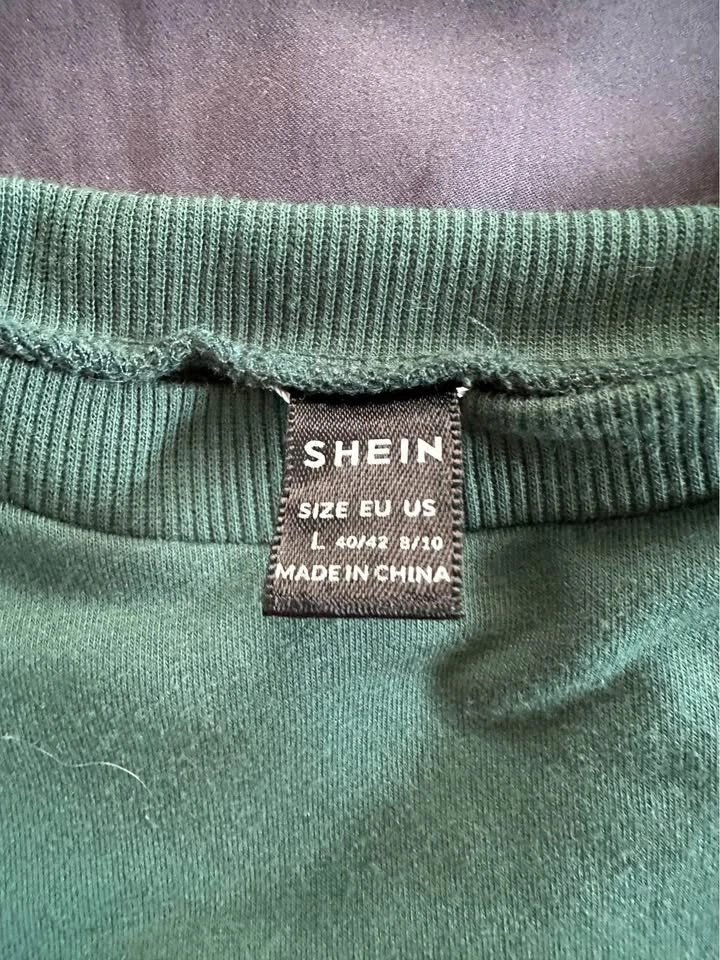 SHEIN
SIZE EU US
L 40/42 8/10
MADE IN CHINA